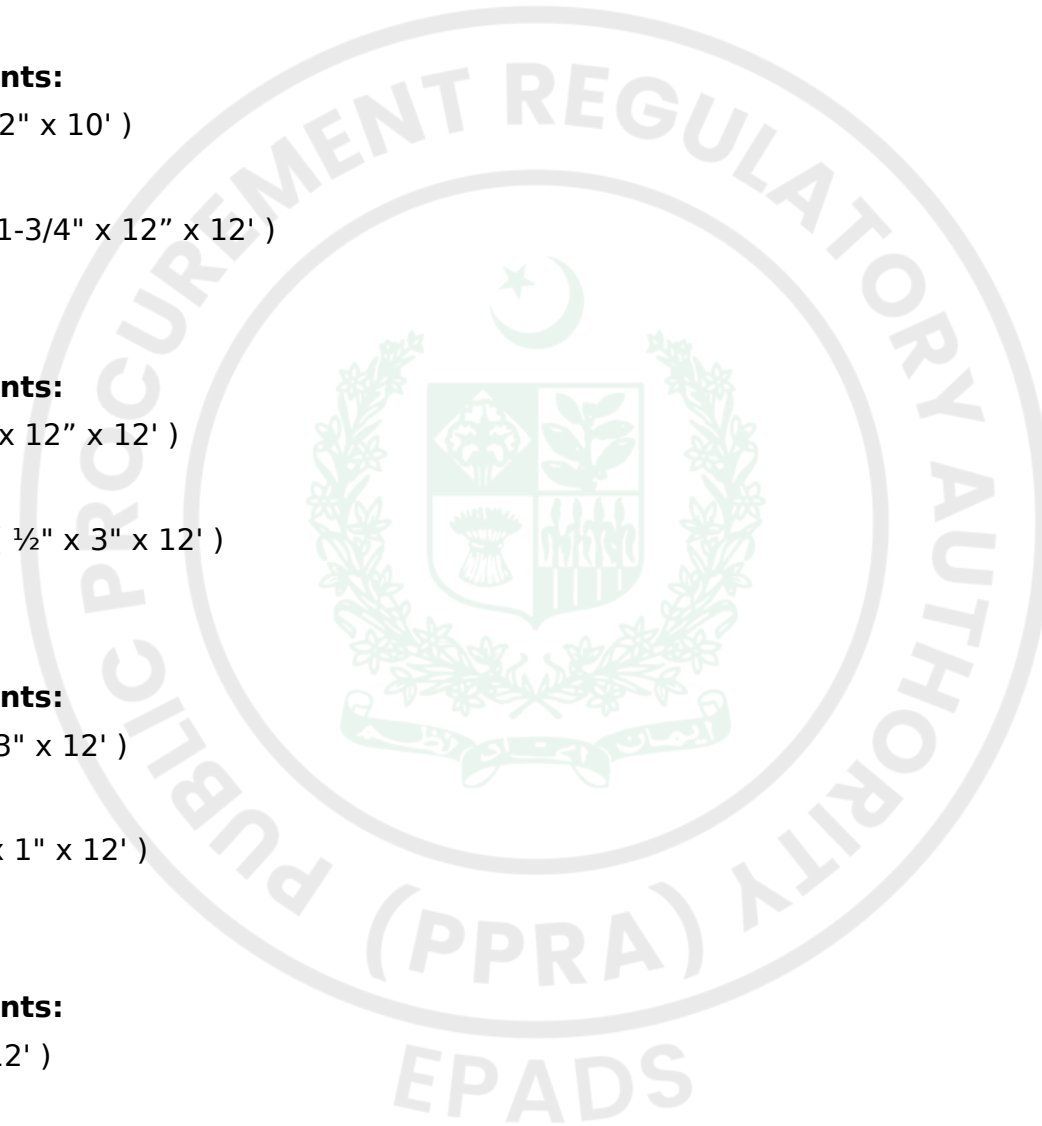 nts:
2" x 10' )
1-3/4" x 12” x 12' )
nts:
x 12” x 12' )
½" x 3" x 12' )
nts:
3" x 12' )
x 1" x 12' )
nts:
12' )
PUBLIC PROCUREMENT REGULATORY AUTHORITY
(PPRA)
EPADS